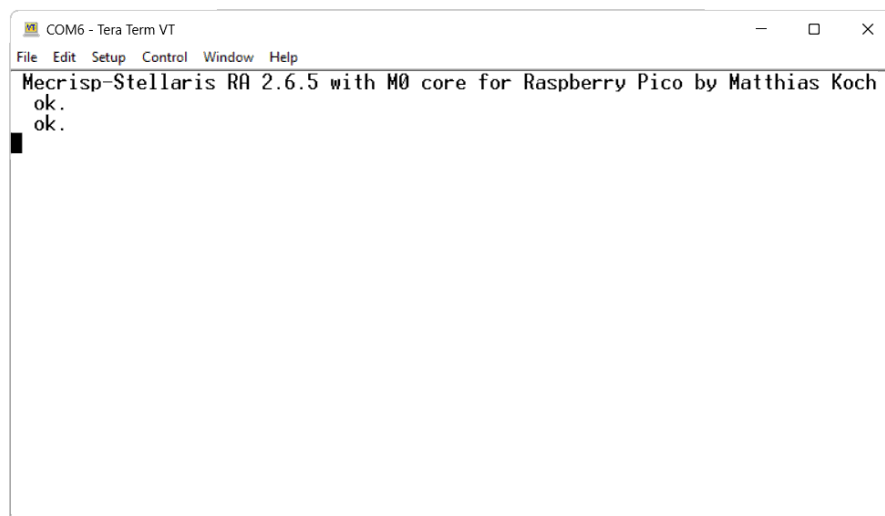 COM6 - Tera Term VT
File Edit Setup Control Window Help
Mecrisp-Stellaris RA 2.6.5 with M0 core for Raspberry Pico by Matthias Koch
ok.
ok.